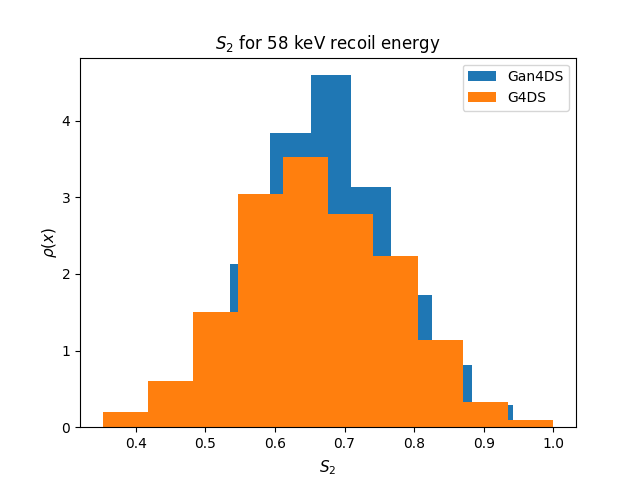 S₂ for 58 keV recoil energy
Gan4DS
G4DS
ρ(x)
4
3
2
1
0
0.4 0.5 0.6 0.7 0.8 0.9 1.0
S₂